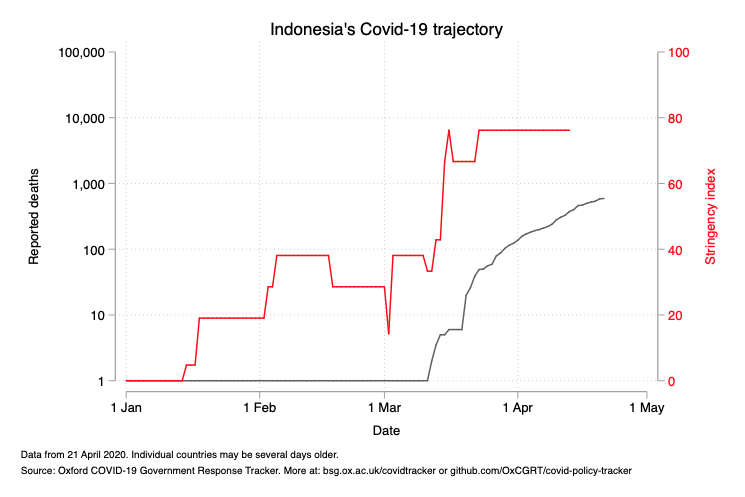 Indonesia's Covid-19 trajectory
100,000
10,000
1,000
100
10
1
Reported deaths
100
80
60
40
20
0
Stringency index
1 Jan 1 Feb 1 Mar 1 Apr 1 May
Date
Data from 21 April 2020. Individual countries may be several days older.
Source: Oxford COVID-19 Government Response Tracker. More at: bsg.ox.ac.uk/covidtracker or github.com/OxCGRT/covid-policy-tracker